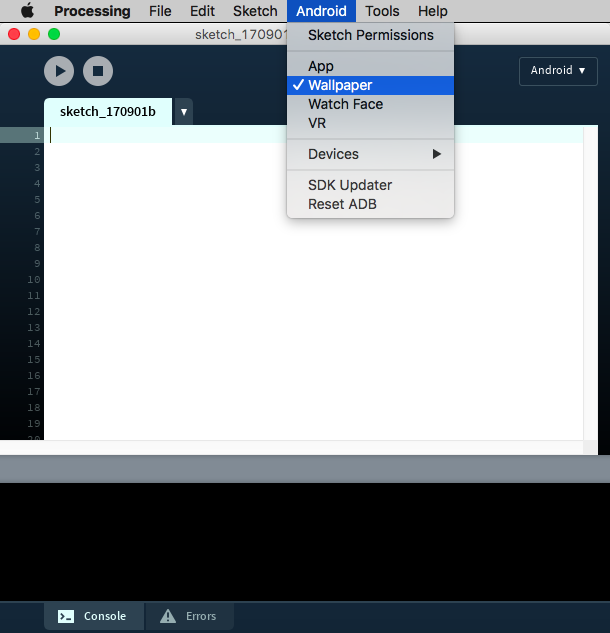 Processing File Edit Sketch Android Tools Help
sketch_170901
Sketch Permissions
App
Wallpaper
Watch Face
VR
Devices
SDK Updater
Reset ADB
Android
sketch_170901b
1
2
3
4
5
6
7
8
9
10
11
12
13
14
15
16
17
18
19
20
Console Errors